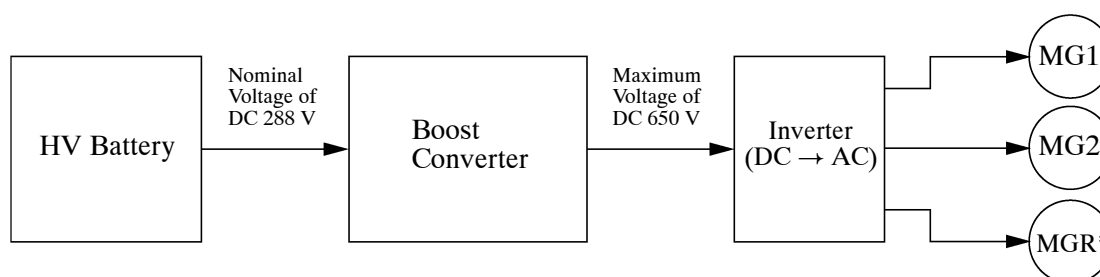 HV Battery
Nominal
Voltage of
DC 288 V
Boost
Converter
Maximum
Voltage of
DC 650 V
Inverter
(DC → AC)
MG1
MG2
MGR*